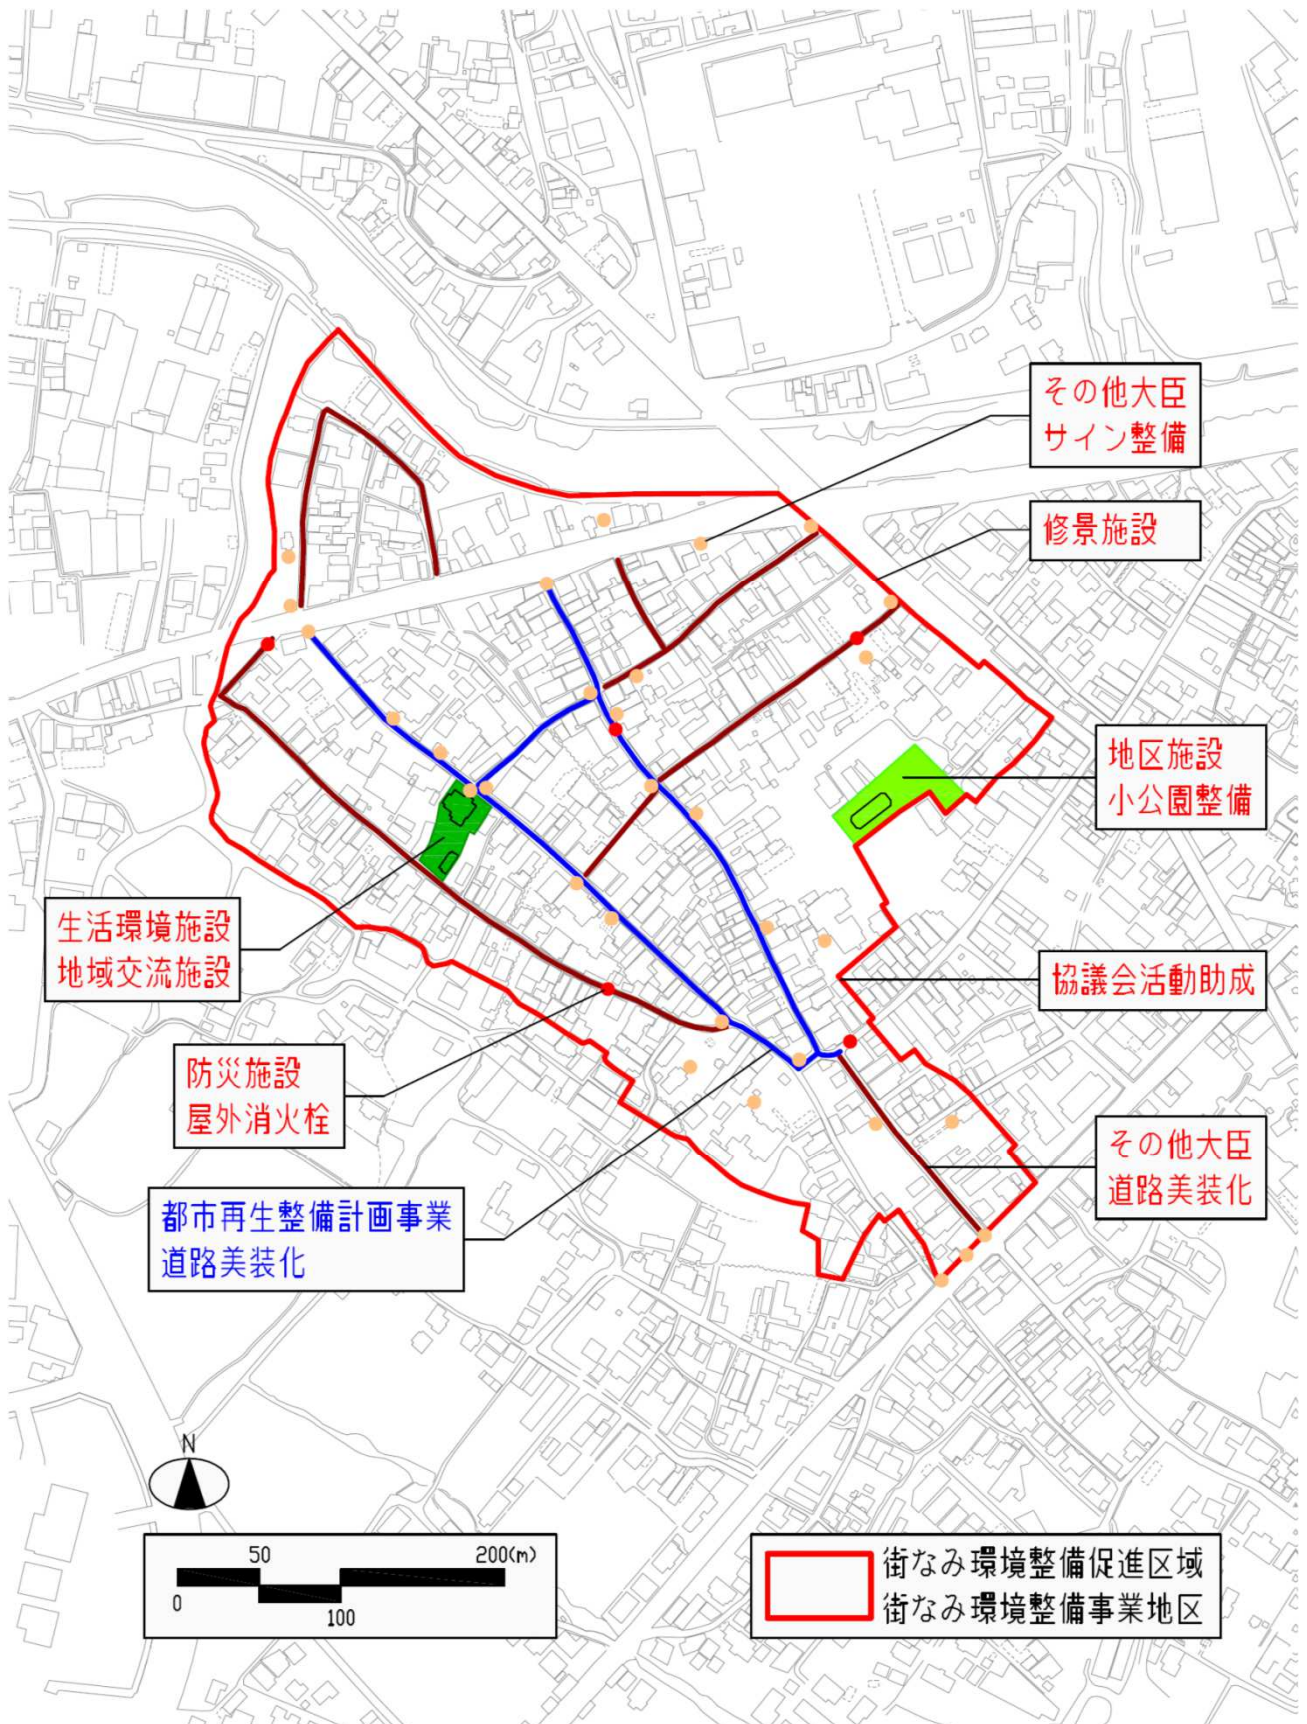 その他大臣
サイン整備
修景施設
地区施設
小公園整備
生活環境施設
地域交流施設
協議会活動助成
防災施設
屋外消火栓
その他大臣
道路美装化
都市再生整備計画事業
道路美装化
N
50
200(m)
0
100
街なみ環境整備促進区域
街なみ環境整備事業地区